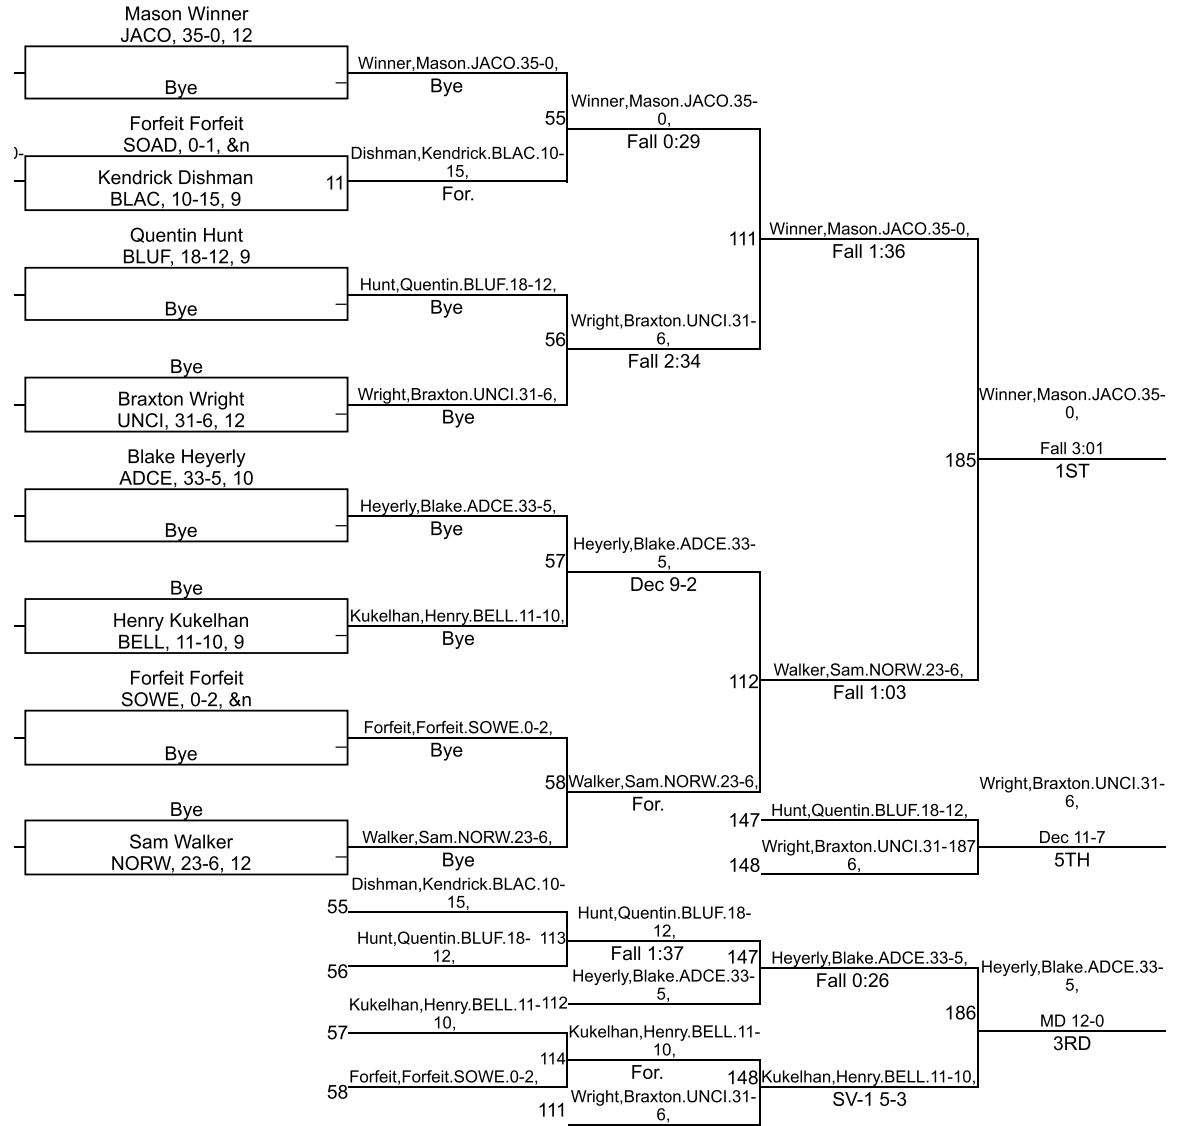 Mason Winner
JACO, 35-0, 12
Bye
Winner,Mason.JACO.35-0,
Bye
Forfeit Forfeit
SOAD, 0-1, &n
0-
Kendrick Dishman
BLAC, 10-15, 9
11
Dishman,Kendrick.BLAC.10-
15,
For.
55
Winner,Mason.JACO.35-
0,
Fall 0:29
Quentin Hunt
BLUF, 18-12, 9
Bye
Hunt,Quentin.BLUF.18-12,
Bye
Bye
Braxton Wright
UNCI, 31-6, 12
Wright,Braxton.UNCI.31-6,
Bye
56
Wright,Braxton.UNCI.31-
6,
Fall 2:34
111
Winner,Mason.JACO.35-0,
Fall 1:36
Blake Heyerly
ADCE, 33-5, 10
Bye
Heyerly,Blake.ADCE.33-5,
Bye
Bye
Henry Kukelhan
BELL, 11-10, 9
Kukelhan,Henry.BELL.11-10,
Bye
57
Heyerly,Blake.ADCE.33-
5,
Dec 9-2
Forfeit Forfeit
SOWE, 0-2, &n
Bye
Forfeit,Forfeit.SOWE.0-2,
Bye
Bye
Sam Walker
NORW, 23-6, 12
Walker,Sam.NORW.23-6,
Bye
58
Walker,Sam.NORW.23-6,
For.
112
Walker,Sam.NORW.23-6,
Fall 1:03
185
Winner,Mason.JACO.35-
0,
Fall 3:01
1ST
147
Hunt,Quentin.BLUF.18-12,
148
Wright,Braxton.UNCI.31-
6,
187
Wright,Braxton.UNCI.31-
6,
Dec 11-7
5TH
55
Dishman,Kendrick.BLAC.10-
15,
56
Hunt,Quentin.BLUF.18-
12,
113
Hunt,Quentin.BLUF.18-
12,
Fall 1:37
112
Heyerly,Blake.ADCE.33-
5,
147
Heyerly,Blake.ADCE.33-5,
Fall 0:26
57
Kukelhan,Henry.BELL.11-
10,
58
Forfeit,Forfeit.SOWE.0-2,
114
Kukelhan,Henry.BELL.11-
10,
For.
111
Wright,Braxton.UNCI.31-
6,
148
Kukelhan,Henry.BELL.11-10,
SV-1 5-3
186
Heyerly,Blake.ADCE.33-
5,
MD 12-0
3RD